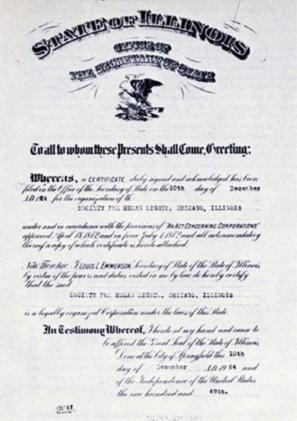 STATE OF ILLINOIS
OFFICE OF
THE SECRETARY OF STATE
To all to whom these Presents Shall Come, Greeting:
Whereas, a CERTIFICATE, duly signed and acknowledged has been
filed in the Office of the Secretary of State on the 10th day of December
A.D. 1924 for the organization of the
SOCIETY FOR HUMAN RIGHTS, CHICAGO, ILLINOIS
under and in accordance with the provisions of "AN ACT CONCERNING CORPORATIONS"
approved April 18, 1872, and in force July 1, 1872, and all acts amendatory
thereof, a copy of which certificate is hereto attached.
Now Therefore, I LOUIS L. EMMERSON, Secretary of State of the State of Illinois,
by virtue of the powers and duties vested in me by law, do hereby certify
that the said
SOCIETY FOR HUMAN RIGHTS, CHICAGO, ILLINOIS
is a legally organized Corporation under the laws of this State.
In Testimony Whereof, I hereto set my hand and cause to
be affixed the Great Seal of the State of Illinois,
Done at the City of Springfield this 10th
day of December A.D. 1924 and
of the Independence of the United States
the one hundred and 49th.
(SEAL)